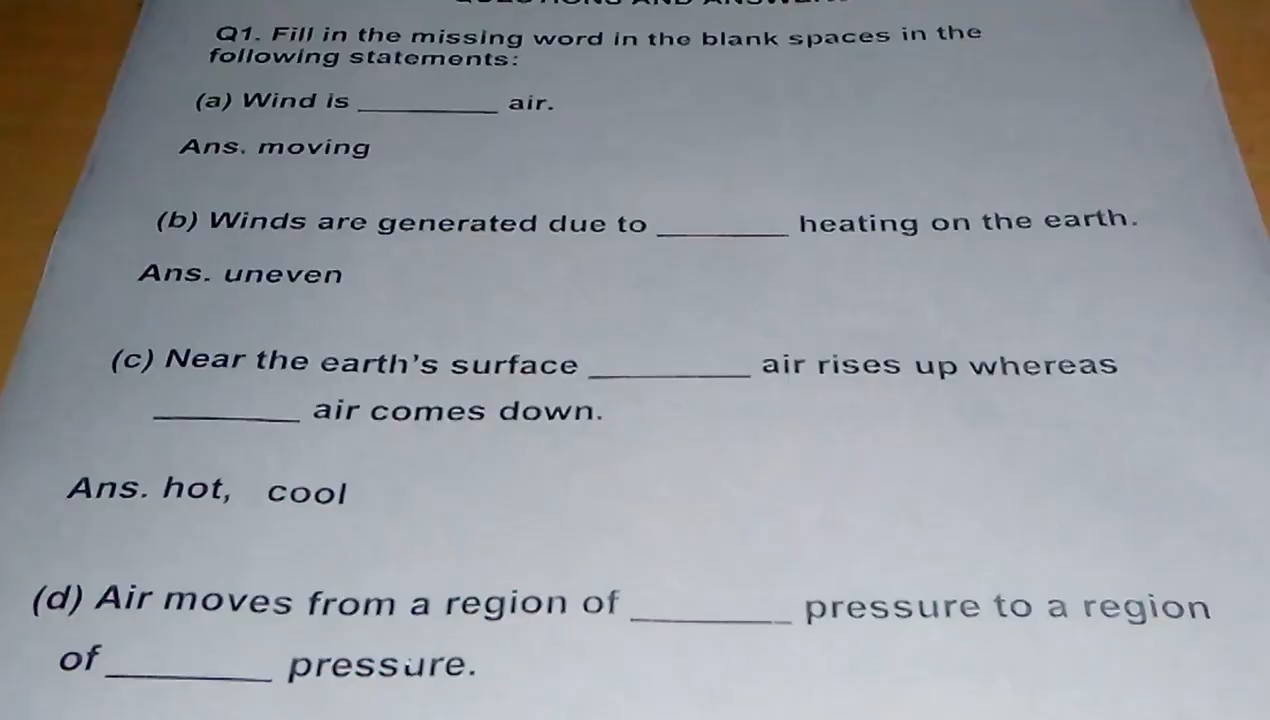 Q1. Fill in the missing word in the blank spaces in the
following statements:
(a) Wind is _________ air.
Ans. moving
(b) Winds are generated due to ________ heating on the earth.
Ans. uneven
(c) Near the earth's surface __________ air rises up whereas
_________ air comes down.
Ans. hot, cool
(d) Air moves from a region of __________ pressure to a region
of __________ pressure.